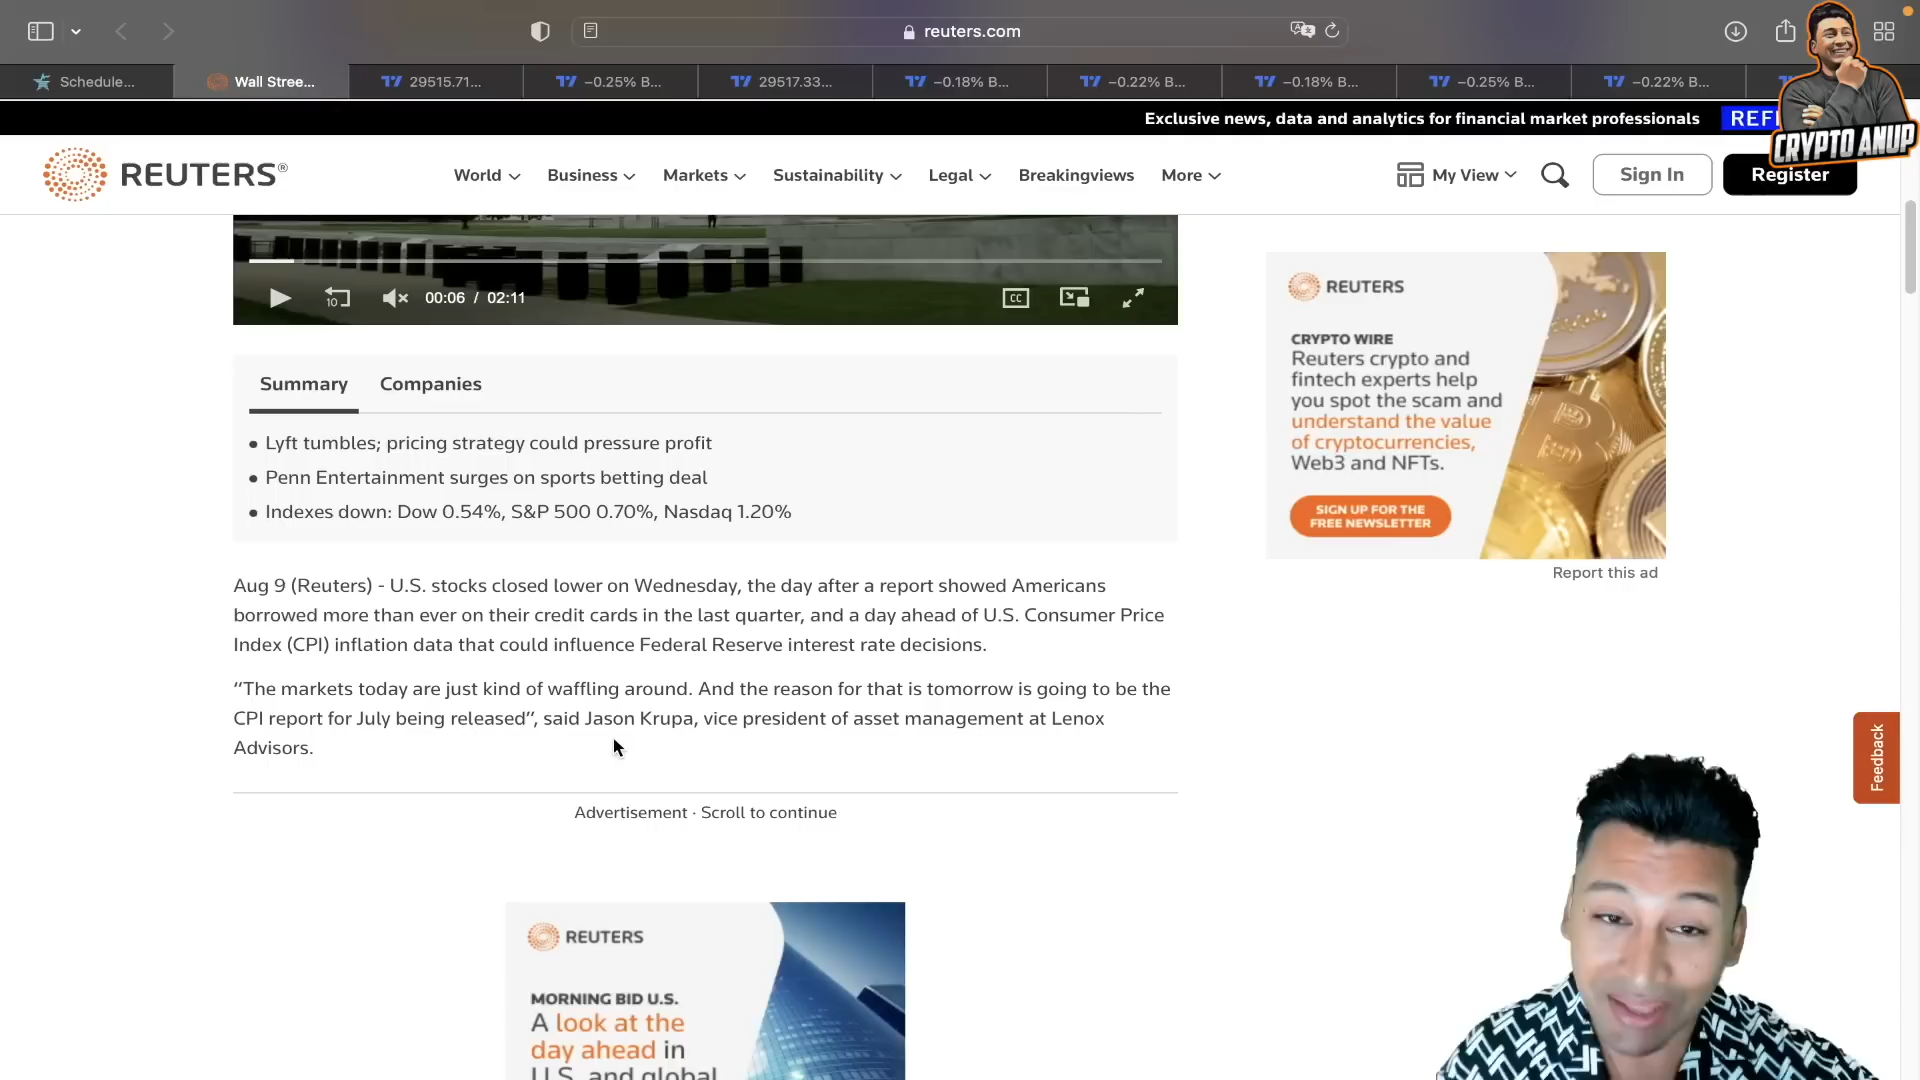 reuters.com
Schedule...
Wall Stree...
29515.71...
−0.25% B...
29517.33...
−0.18% B...
−0.22% B...
−0.18% B...
−0.25% B...
−0.22% B...
Exclusive news, data and analytics for financial market professionals
CRYPTO ANUP
REUTERS®
World
Business
Markets
Sustainability
Legal
Breakingviews
More
My View
Sign In
Register
10
00:06 / 02:11
CC
Summary
Companies
• Lyft tumbles; pricing strategy could pressure profit
• Penn Entertainment surges on sports betting deal
• Indexes down: Dow 0.54%, S&P 500 0.70%, Nasdaq 1.20%
Aug 9 (Reuters) - U.S. stocks closed lower on Wednesday, the day after a report showed Americans
borrowed more than ever on their credit cards in the last quarter, and a day ahead of U.S. Consumer Price
Index (CPI) inflation data that could influence Federal Reserve interest rate decisions.
“The markets today are just kind of waffling around. And the reason for that is tomorrow is going to be the
CPI report for July being released”, said Jason Krupa, vice president of asset management at Lenox
Advisors.
Advertisement · Scroll to continue
REUTERS
MORNING BID U.S.
A look at the
day ahead in
U.S. and global
REUTERS
CRYPTO WIRE
Reuters crypto and
fintech experts help
you spot the scam and
understand the value
of cryptocurrencies,
Web3 and NFTs.
SIGN UP FOR THE
FREE NEWSLETTER
Report this ad
Feedback